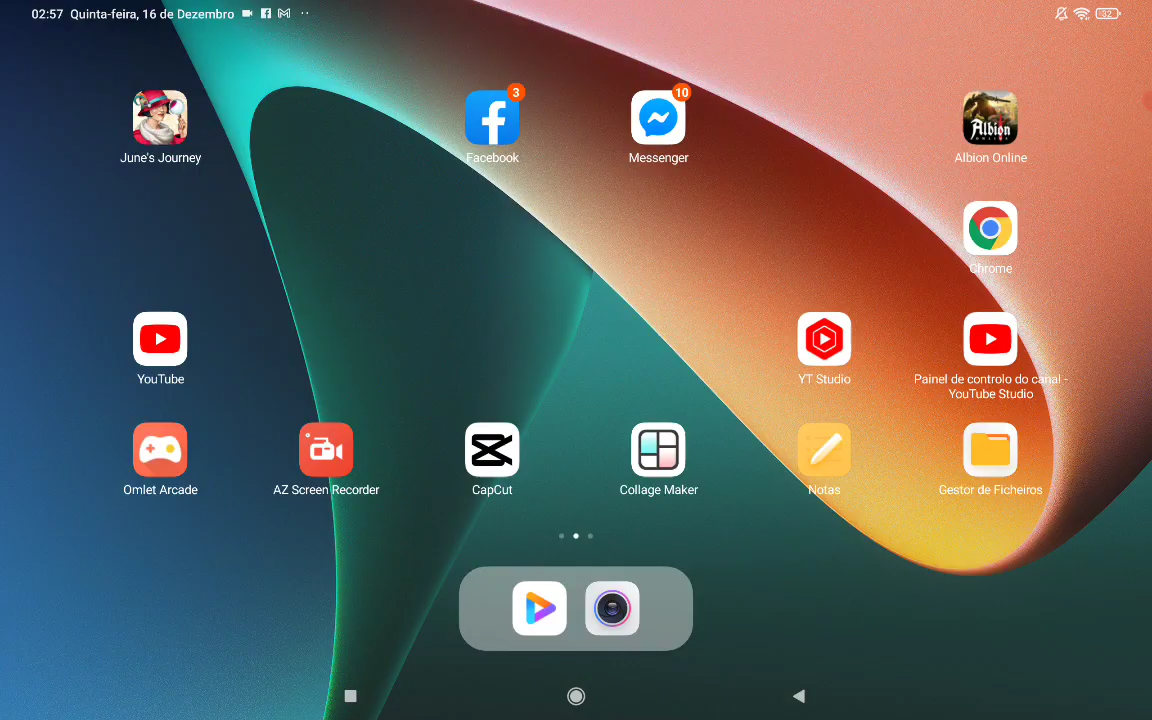 02:57 Quinta-feira, 16 de Dezembro
32
3
10
Albion
ONLINE
June's Journey
Facebook
Messenger
Albion Online
Chrome
YouTube
YT Studio
Painel de controlo do canal -
YouTube Studio
Omlet Arcade
AZ Screen Recorder
CapCut
Collage Maker
Notas
Gestor de Ficheiros